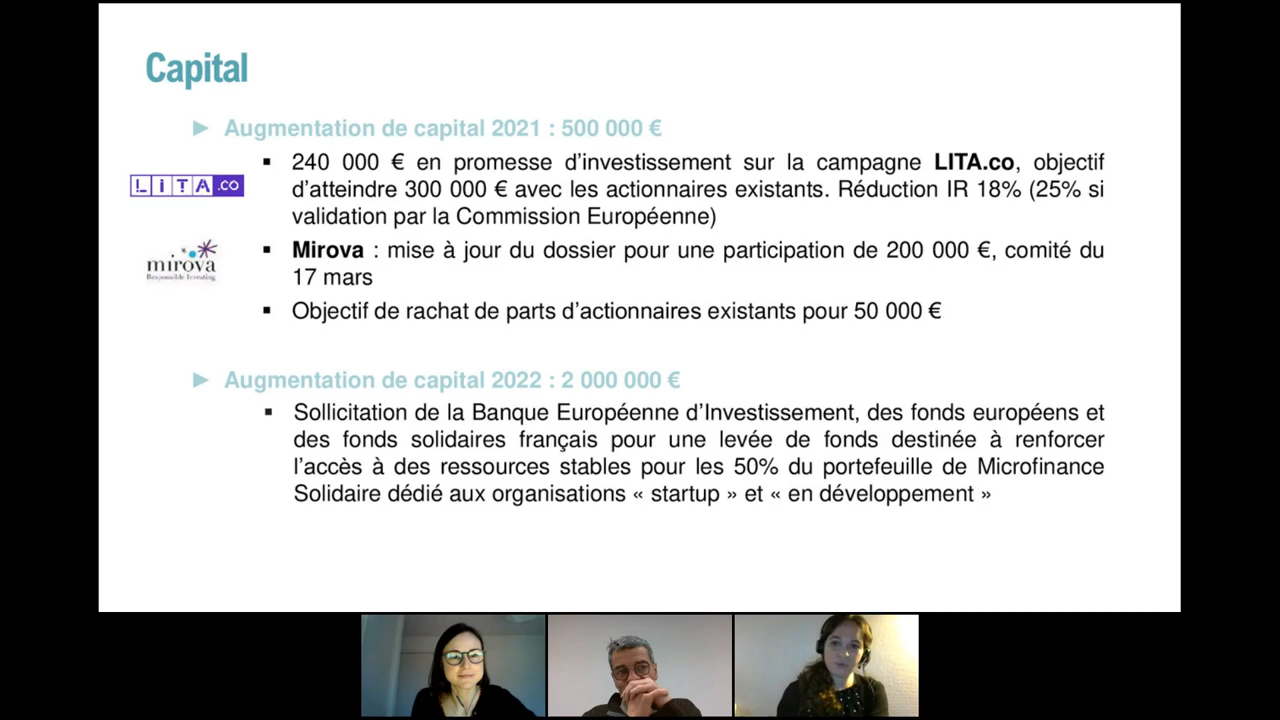 Capital
► Augmentation de capital 2021 : 500 000 €
▪ 240 000 € en promesse d’investissement sur la campagne LITA.co, objectif
d’atteindre 300 000 € avec les actionnaires existants. Réduction IR 18% (25% si
validation par la Commission Européenne)
LiTA.CO
▪ Mirova : mise à jour du dossier pour une participation de 200 000 €, comité du
17 mars
mirova
Responsible Investing
▪ Objectif de rachat de parts d’actionnaires existants pour 50 000 €
► Augmentation de capital 2022 : 2 000 000 €
▪ Sollicitation de la Banque Européenne d’Investissement, des fonds européens et
des fonds solidaires français pour une levée de fonds destinée à renforcer
l’accès à des ressources stables pour les 50% du portefeuille de Microfinance
Solidaire dédié aux organisations « startup » et « en développement »